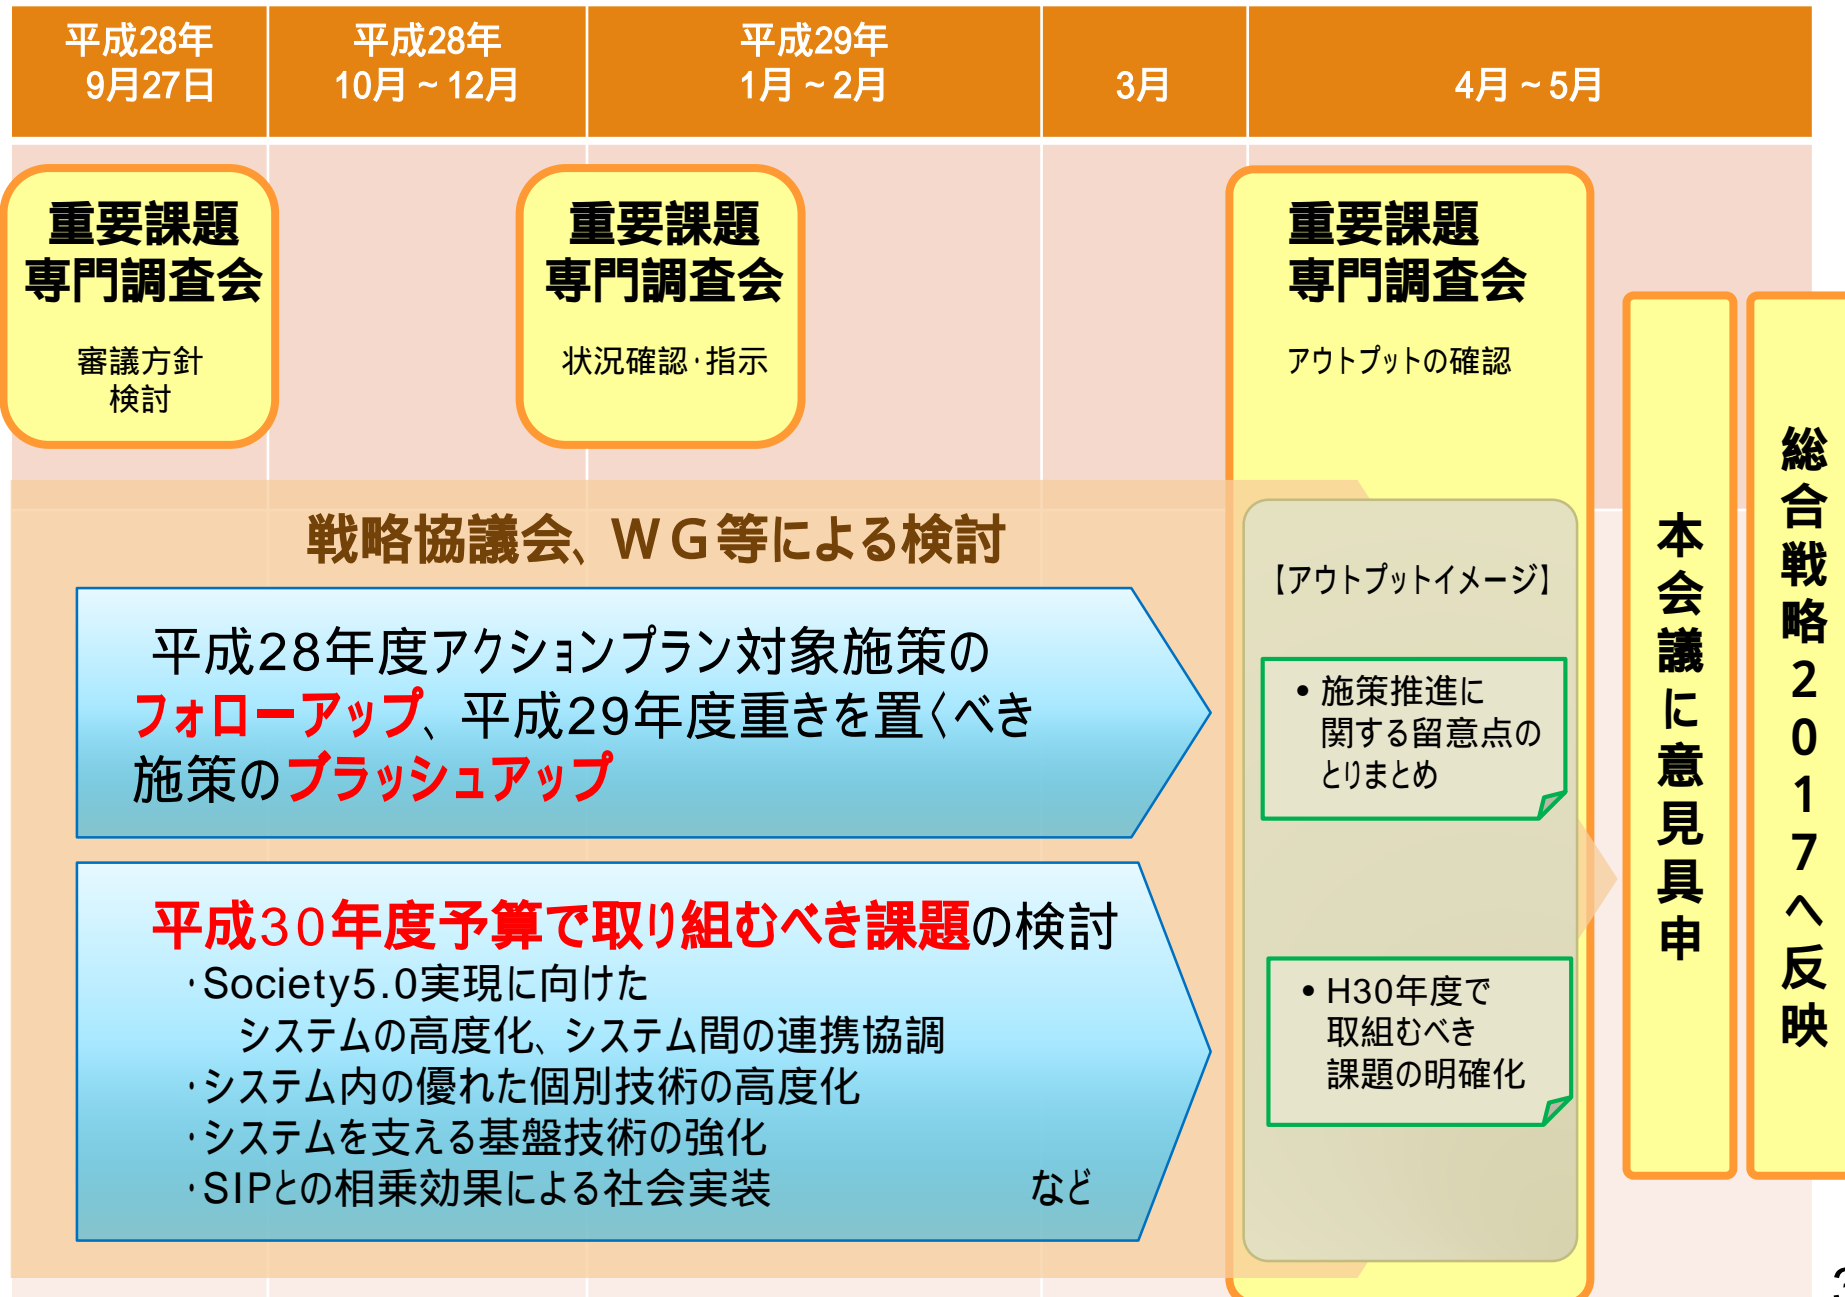 平成28年
9月27日
平成28年
10月～12月
平成29年
1月～2月
3月
4月～5月
重要課題
専門調査会
審議方針
検討
重要課題
専門調査会
状況確認・指示
重要課題
専門調査会
アウトプットの確認
戦略協議会、ＷＧ等による検討
平成28年度アクションプラン対象施策の
フォローアップ、平成29年度重きを置くべき
施策のブラッシュアップ
平成30年度予算で取り組むべき課題の検討
・Society5.0実現に向けた
システムの高度化、システム間の連携協調
・システム内の優れた個別技術の高度化
・システムを支える基盤技術の強化
・SIPとの相乗効果による社会実装　など
【アウトプットイメージ】
• 施策推進に
関する留意点の
とりまとめ
• H30年度で
取組むべき
課題の明確化
本会議に意見具申
総合戦略2017へ反映